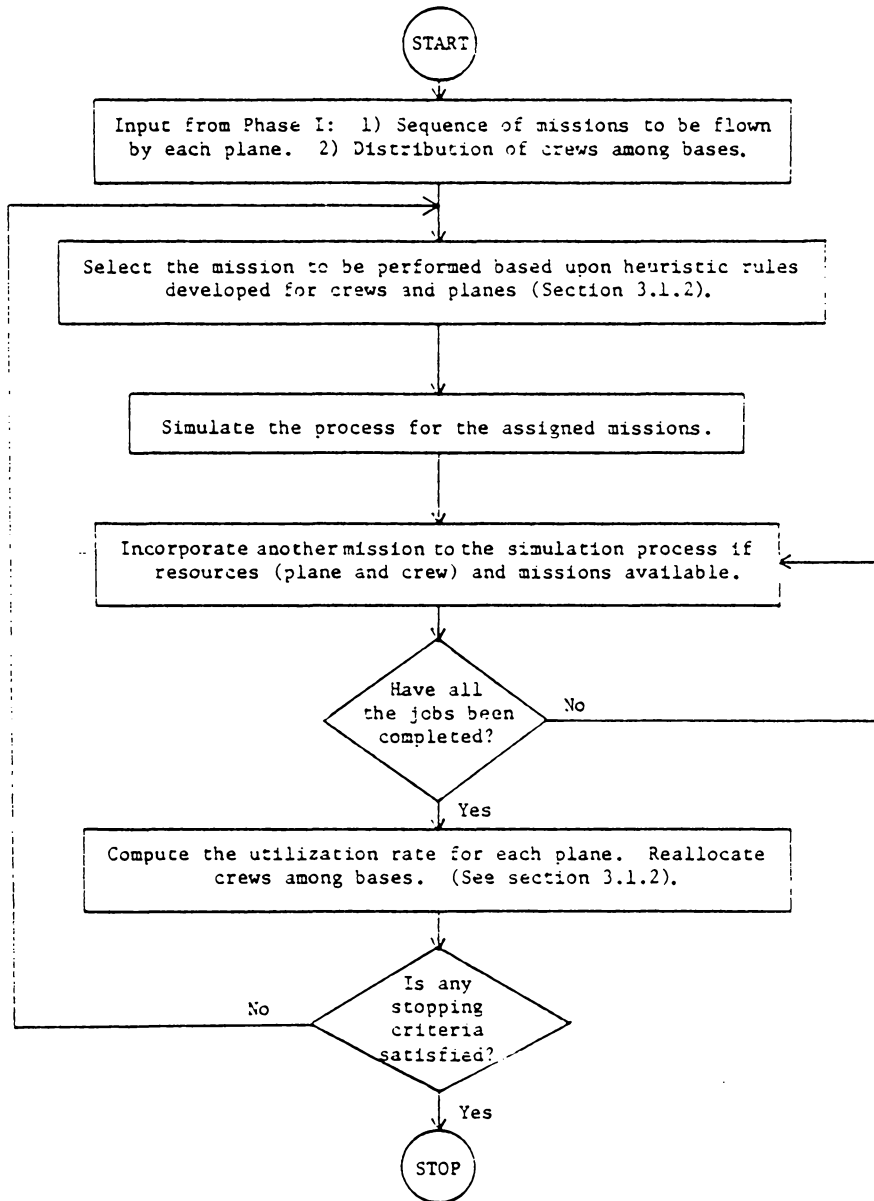 START
Input from Phase I: 1) Sequence of missions to be flown
by each plane. 2) Distribution of crews among bases.
Select the mission to be performed based upon heuristic rules
developed for crews and planes (Section 3.1.2).
Simulate the process for the assigned missions.
Incorporate another mission to the simulation process if
resources (plane and crew) and missions available.
Have all
the jobs been
completed?
No
Yes
Compute the utilization rate for each plane. Reallocate
crews among bases. (See section 3.1.2).
Is any
stopping
criteria
satisfied?
No
Yes
STOP